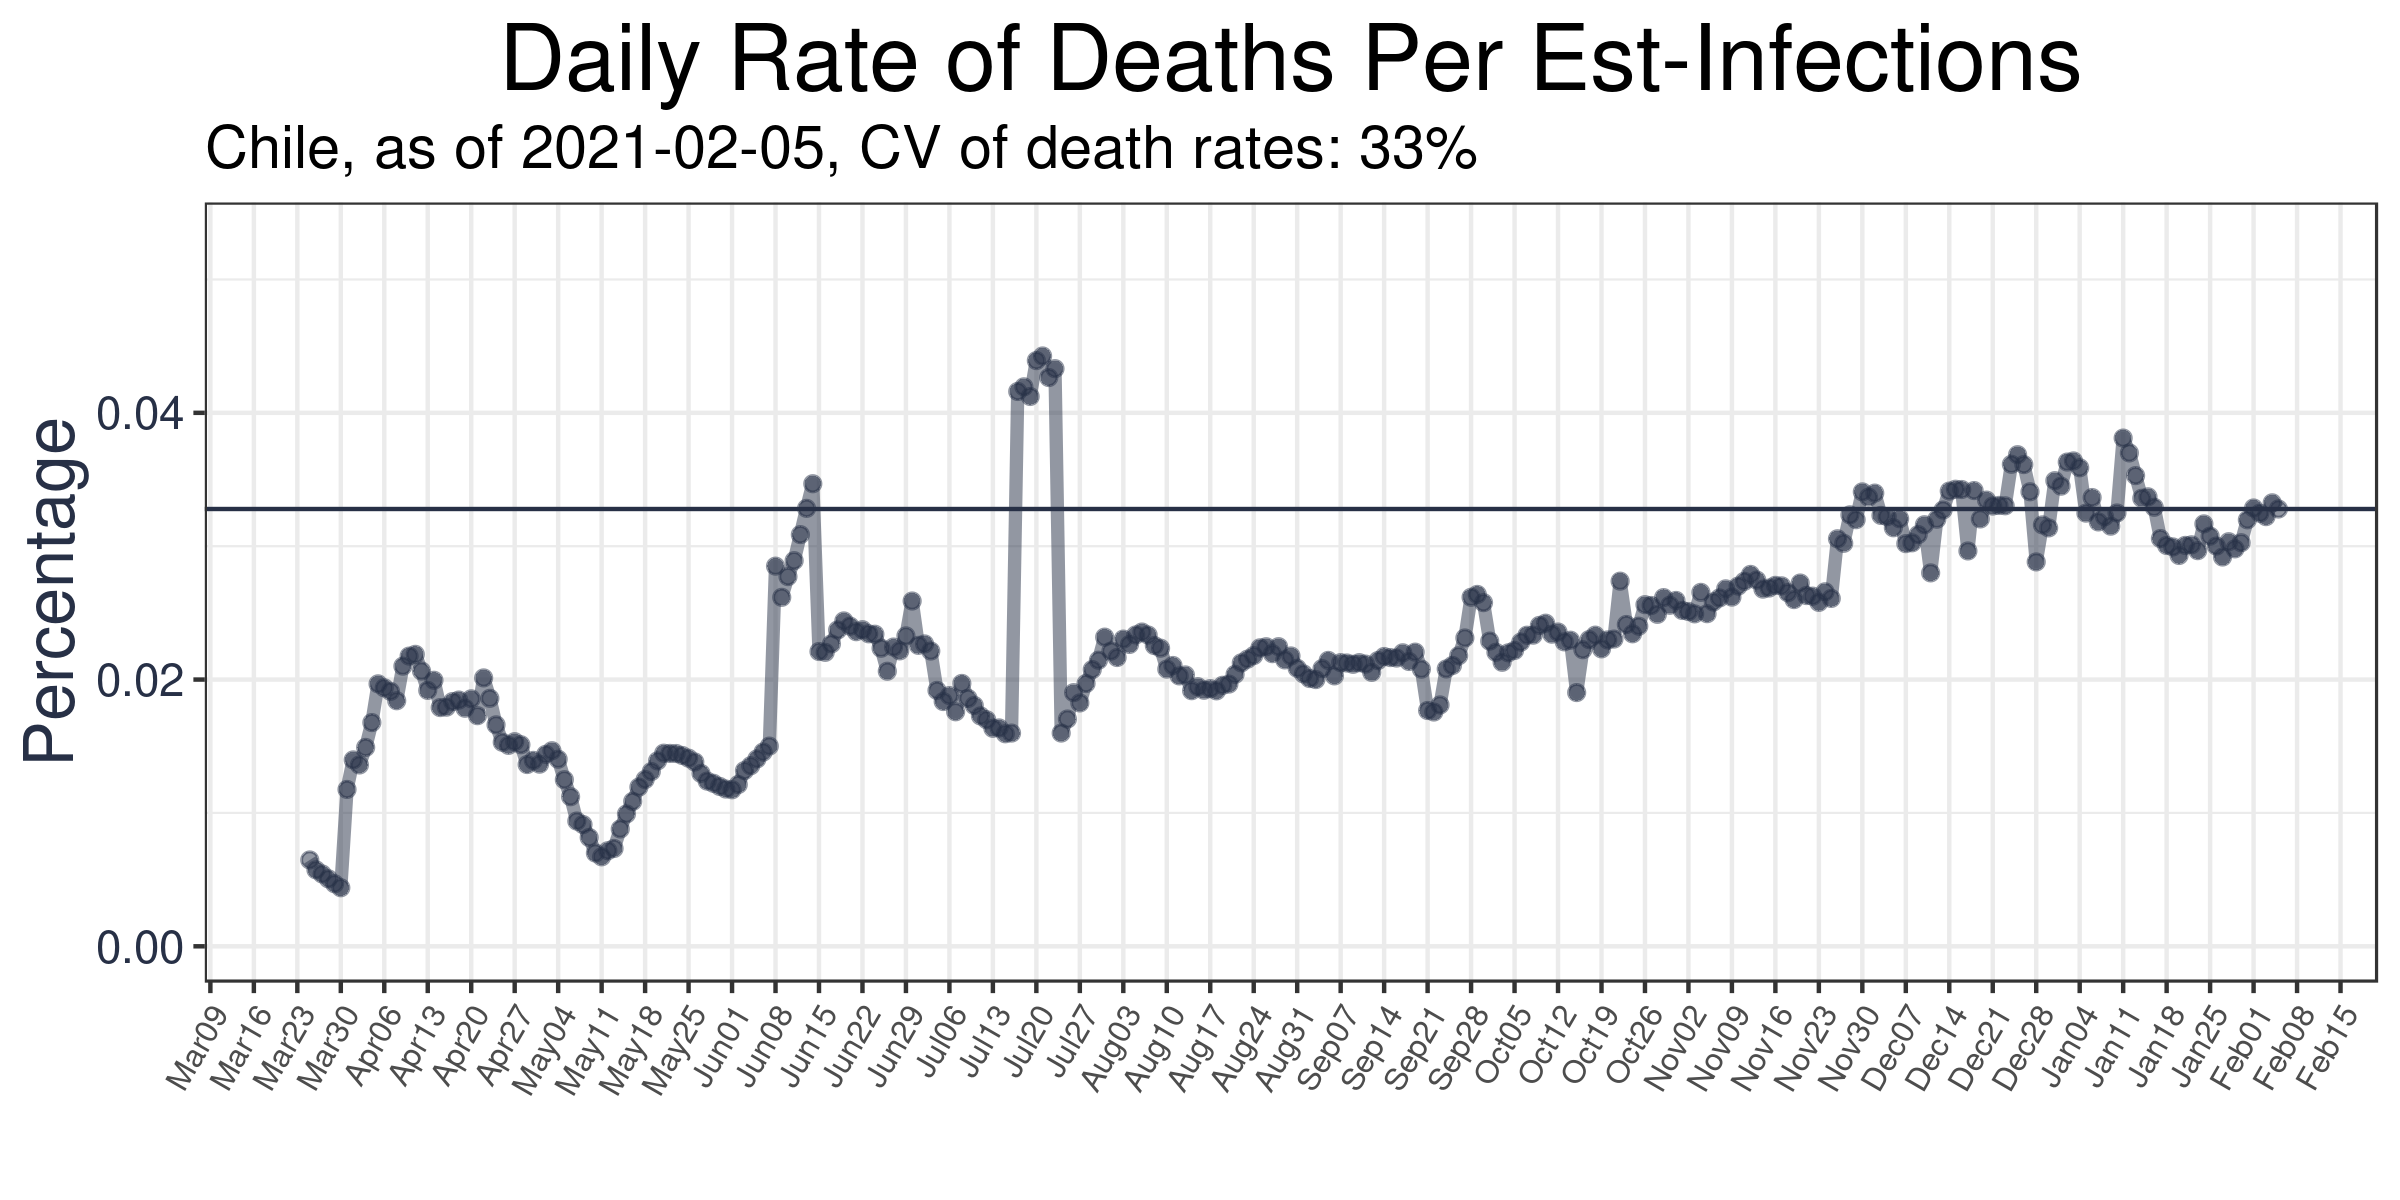 Daily Rate of Deaths Per Est-Infections
Chile, as of 2021-02-05, CV of death rates: 33%
Percentage
0.04
0.02
0.00
Mar09
Mar16
Mar23
Mar30
Apr06
Apr13
Apr20
Apr27
May04
May11
May18
May25
Jun01
Jun08
Jun15
Jun22
Jun29
Jul06
Jul13
Jul20
Jul27
Aug03
Aug10
Aug17
Aug24
Aug31
Sep07
Sep14
Sep21
Sep28
Oct05
Oct12
Oct19
Oct26
Nov02
Nov09
Nov16
Nov23
Nov30
Dec07
Dec14
Dec21
Dec28
Jan04
Jan11
Jan18
Jan25
Feb01
Feb08
Feb15